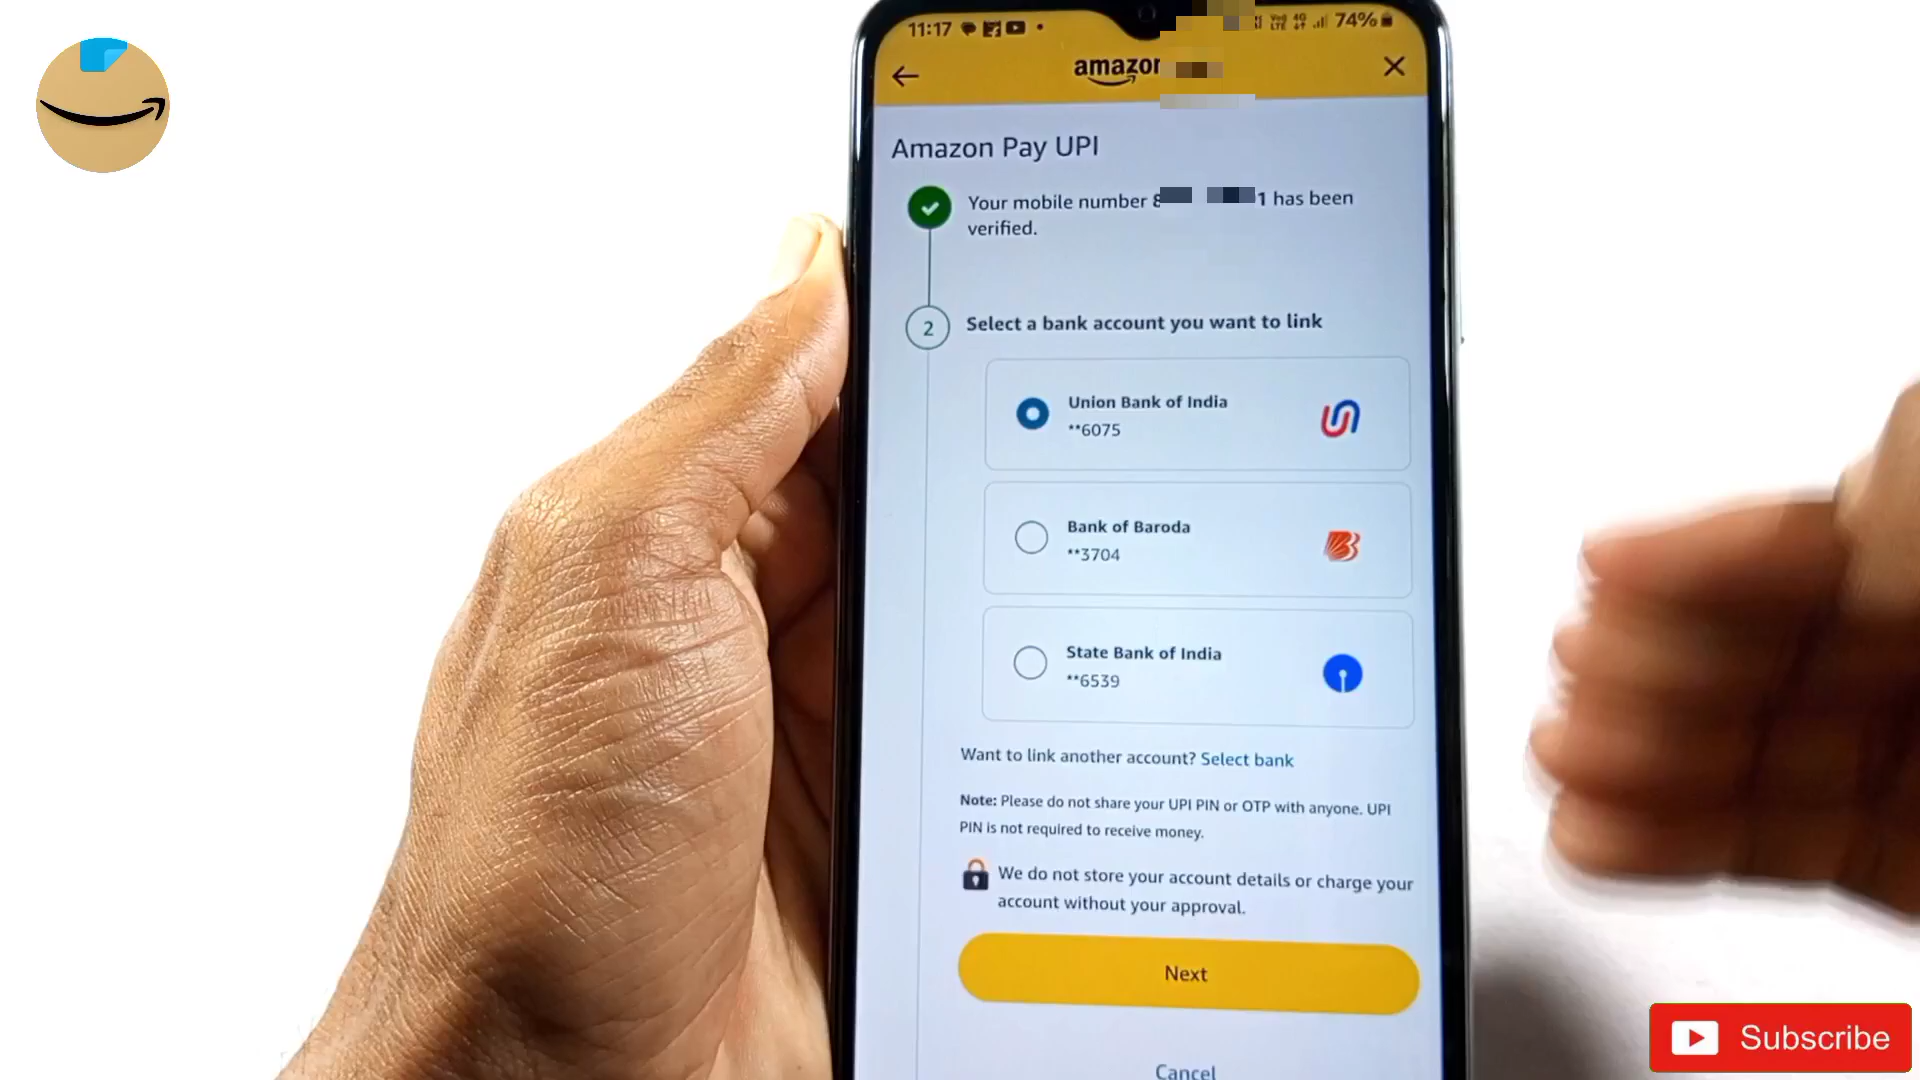 11:17
74%
amazon
Amazon Pay UPI
Your mobile number 8 1 has been
verified.
2 Select a bank account you want to link
Union Bank of India
**6075
Bank of Baroda
**3704
State Bank of India
**6539
Want to link another account? Select bank
Note: Please do not share your UPI PIN or OTP with anyone. UPI
PIN is not required to receive money.
We do not store your account details or charge your
account without your approval.
Next
Cancel
Subscribe